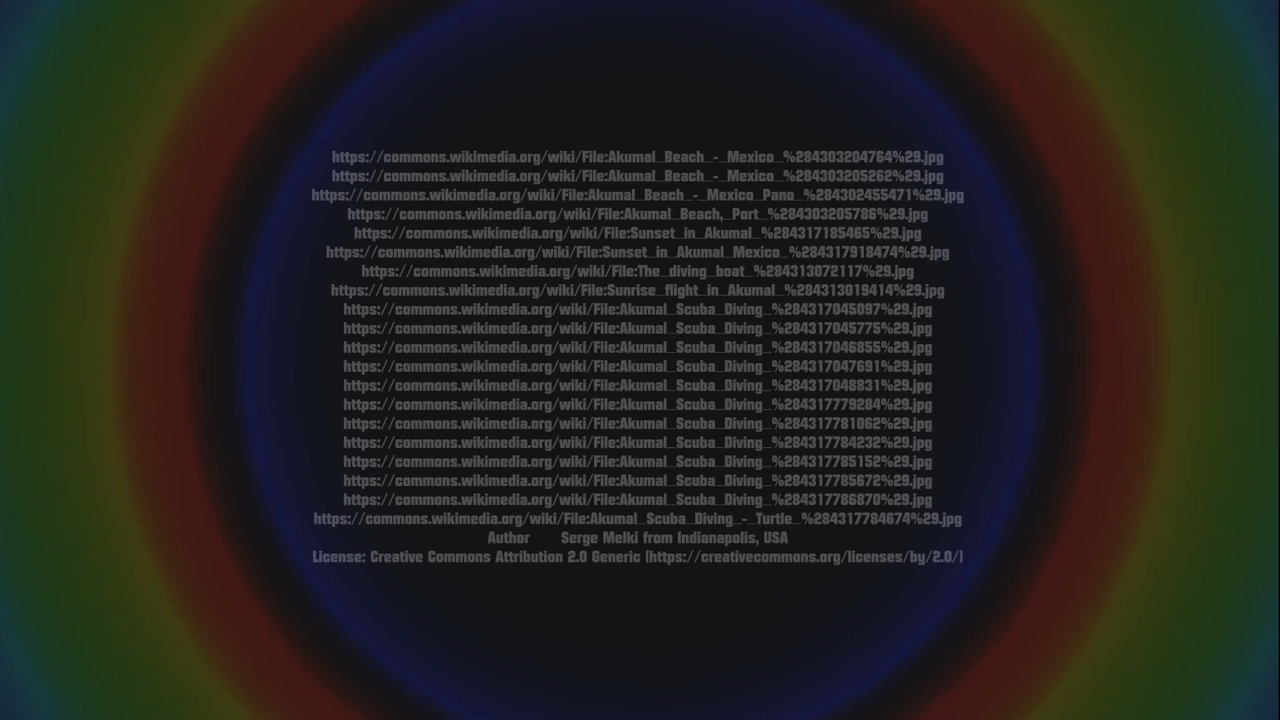 https://commons.wikimedia.org/wiki/File:Akumal_Beach_-_Mexico_%284303204764%29.jpg
https://commons.wikimedia.org/wiki/File:Akumal_Beach_-_Mexico_%284303205262%29.jpg
https://commons.wikimedia.org/wiki/File:Akumal_Beach_-_Mexico_Pano_%284302455471%29.jpg
https://commons.wikimedia.org/wiki/File:Akumal_Beach,_Port_%284303205786%29.jpg
https://commons.wikimedia.org/wiki/File:Sunset_in_Akumal_%284317185465%29.jpg
https://commons.wikimedia.org/wiki/File:Sunset_in_Akumal_Mexico_%284317918474%29.jpg
https://commons.wikimedia.org/wiki/File:The_diving_boat_%284313072117%29.jpg
https://commons.wikimedia.org/wiki/File:Sunrise_flight_in_Akumal_%284313019414%29.jpg
https://commons.wikimedia.org/wiki/File:Akumal_Scuba_Diving_%284317045097%29.jpg
https://commons.wikimedia.org/wiki/File:Akumal_Scuba_Diving_%284317045775%29.jpg
https://commons.wikimedia.org/wiki/File:Akumal_Scuba_Diving_%284317046855%29.jpg
https://commons.wikimedia.org/wiki/File:Akumal_Scuba_Diving_%284317047691%29.jpg
https://commons.wikimedia.org/wiki/File:Akumal_Scuba_Diving_%284317048831%29.jpg
https://commons.wikimedia.org/wiki/File:Akumal_Scuba_Diving_%284317779284%29.jpg
https://commons.wikimedia.org/wiki/File:Akumal_Scuba_Diving_%284317781062%29.jpg
https://commons.wikimedia.org/wiki/File:Akumal_Scuba_Diving_%284317784232%29.jpg
https://commons.wikimedia.org/wiki/File:Akumal_Scuba_Diving_%284317785152%29.jpg
https://commons.wikimedia.org/wiki/File:Akumal_Scuba_Diving_%284317785672%29.jpg
https://commons.wikimedia.org/wiki/File:Akumal_Scuba_Diving_%284317786870%29.jpg
https://commons.wikimedia.org/wiki/File:Akumal_Scuba_Diving_-_Turtle_%284317784674%29.jpg
Author Serge Melki from Indianapolis, USA
License: Creative Commons Attribution 2.0 Generic (https://creativecommons.org/licenses/by/2.0/)